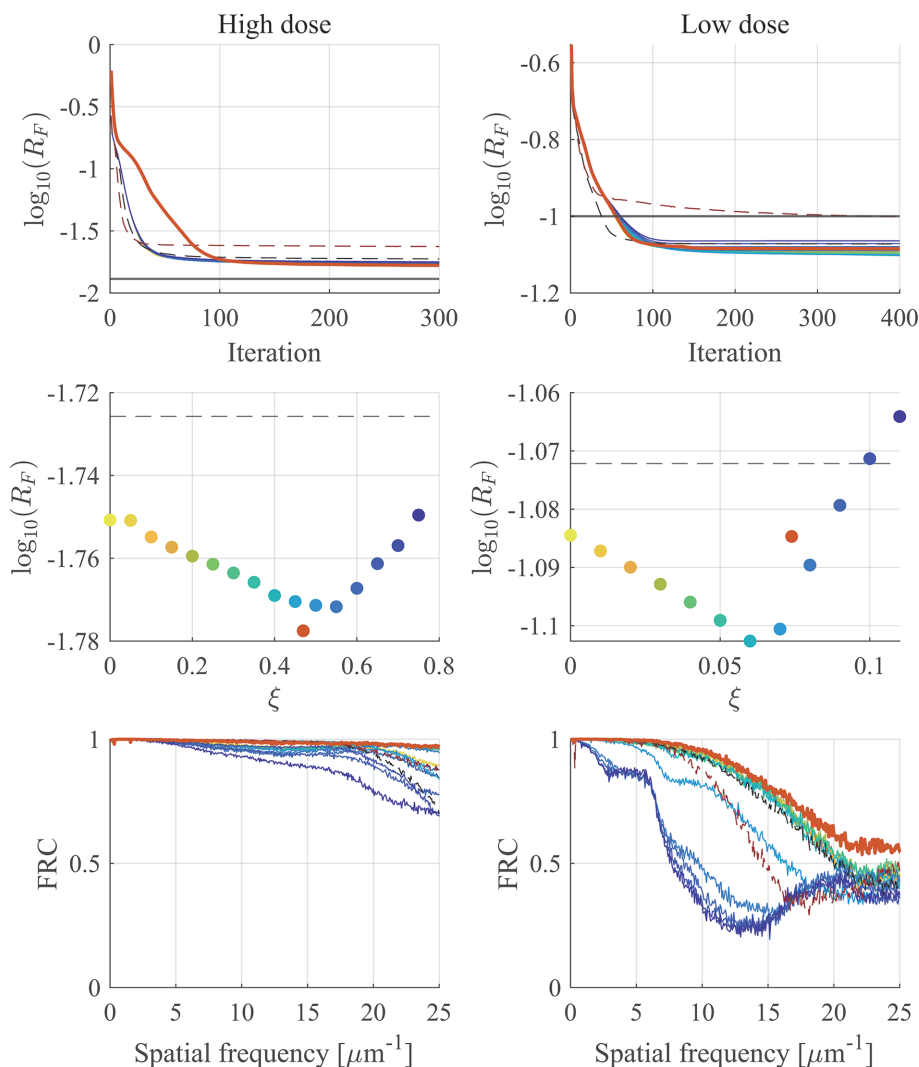 High dose
Low dose
log₁₀(R_F)
0
-0.5
-1
-1.5
-2
0 100 200 300
Iteration
log₁₀(R_F)
-0.6
-0.8
-1
-1.2
0 100 200 300 400
Iteration
log₁₀(R_F)
-1.72
-1.74
-1.76
-1.78
0 0.2 0.4 0.6 0.8
ξ
log₁₀(R_F)
-1.06
-1.07
-1.08
-1.09
-1.1
0 0.05 0.1
ξ
FRC
1
0.5
0
0 5 10 15 20 25
Spatial frequency [μm⁻¹]
FRC
1
0.5
0
0 5 10 15 20 25
Spatial frequency [μm⁻¹]